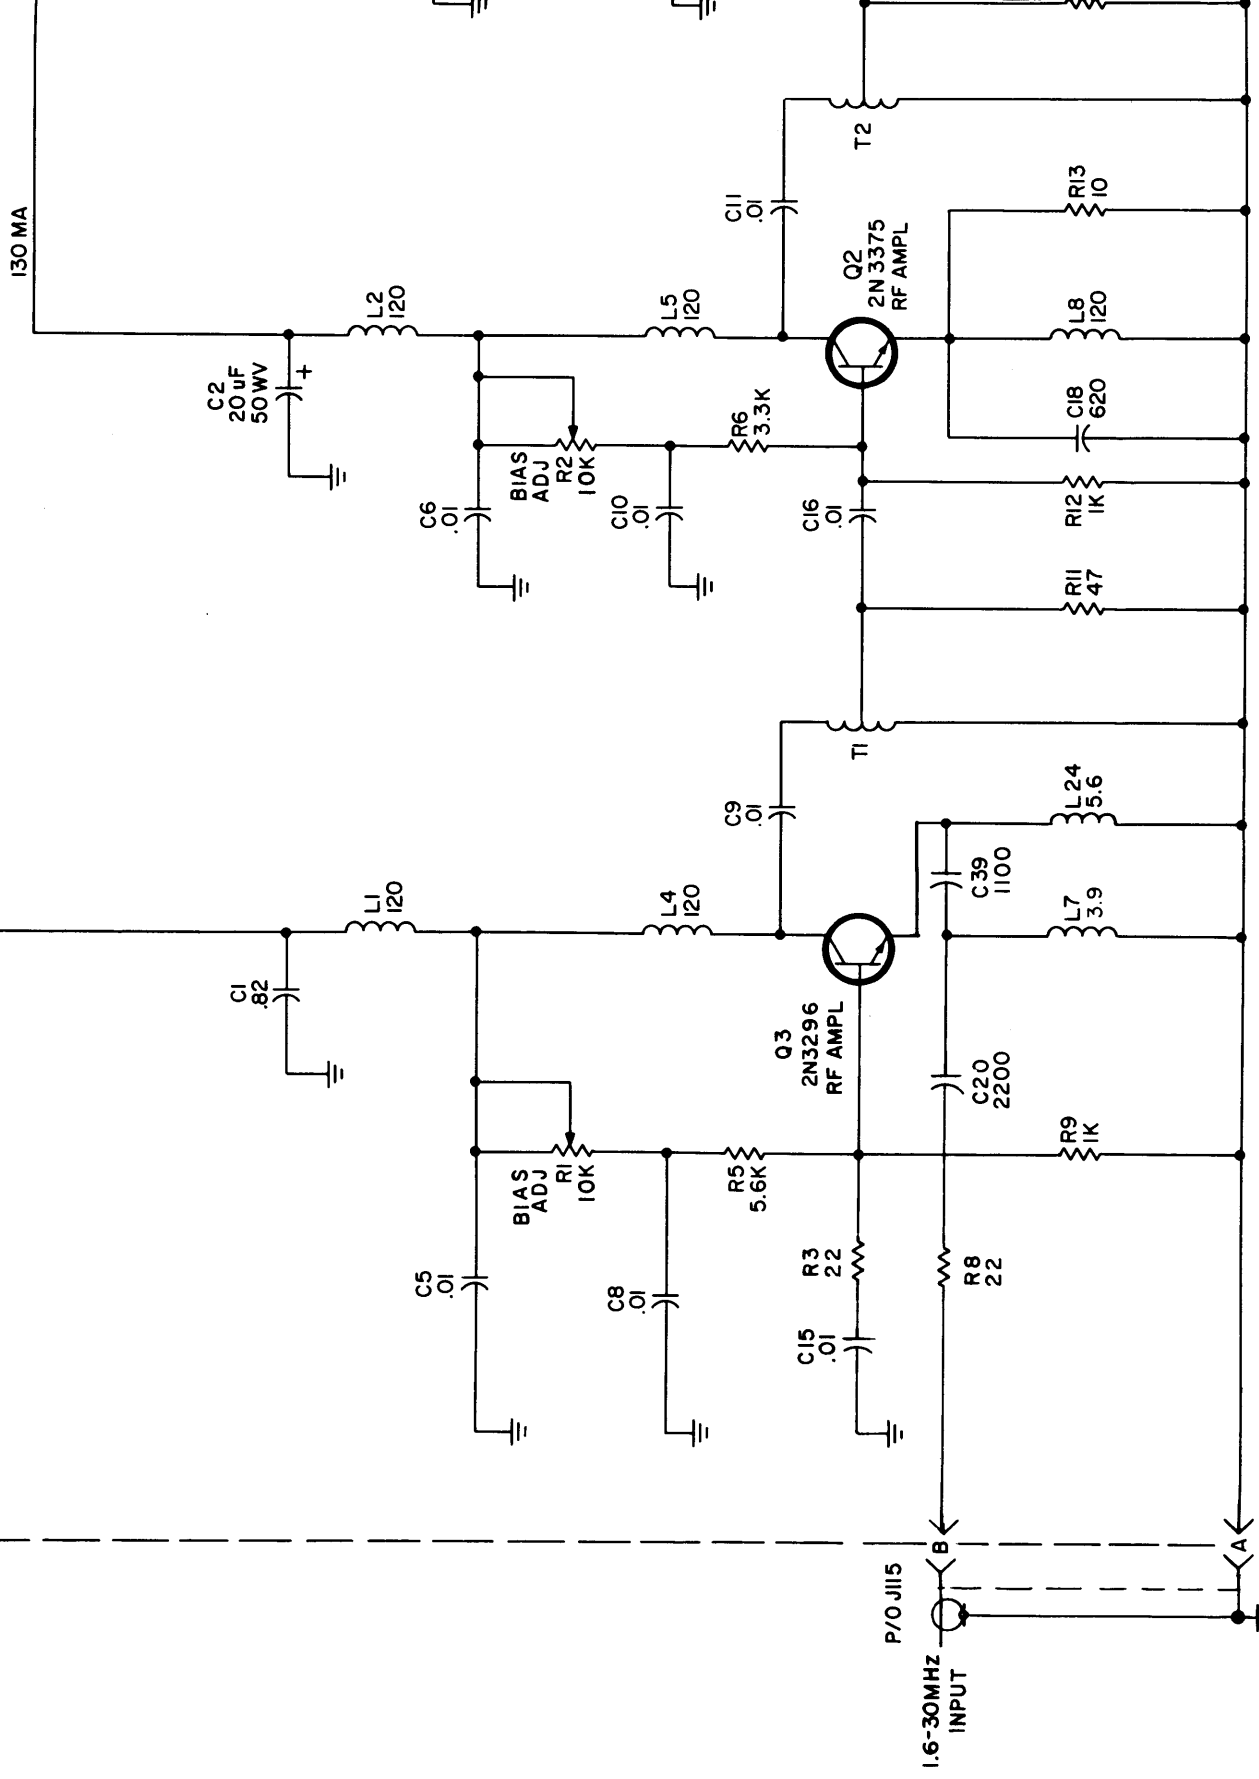 130 MA
C2
20 uF
50WV
+
L2
120
C6
.01
BIAS
ADJ
R2
10K
C10
.01
L5
120
R6
3.3K
C11
.01
T2
Q2
2N 3375
RF AMPL
C16
.01
R13
10
L8
120
C18
620
R12
1K
R11
47
T1
C1
.82
L1
120
C5
.01
BIAS
ADJ
R1
10K
C8
.01
L4
120
R5
5.6K
C9
.01
Q3
2N3296
RF AMPL
R3
22
C15
.01
C39
1100
L24
5.6
L7
3.9
C20
2200
R9
1K
R8
22
P/O J115
B
A
1.6-30MHz
INPUT